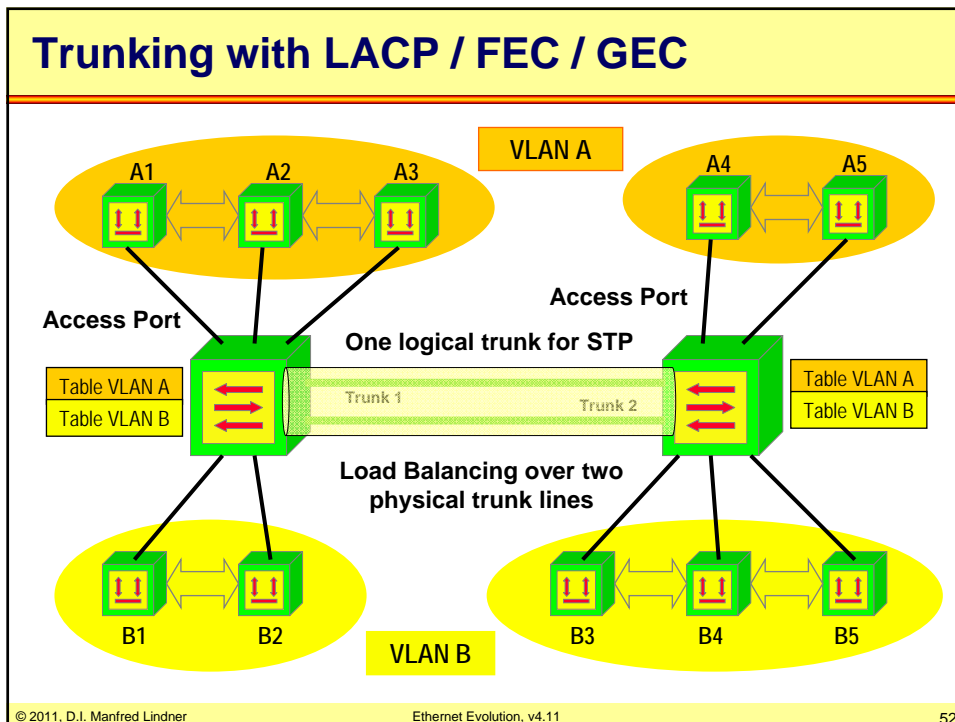 Trunking with LACP / FEC / GEC
VLAN A
A1
A2
A3
A4
A5
Access Port
Access Port
One logical trunk for STP
Table VLAN A
Table VLAN B
Trunk 1
Trunk 2
Table VLAN A
Table VLAN B
Load Balancing over two
physical trunk lines
B1
B2
B3
B4
B5
VLAN B
© 2011, D.I. Manfred Lindner
Ethernet Evolution, v4.11
52